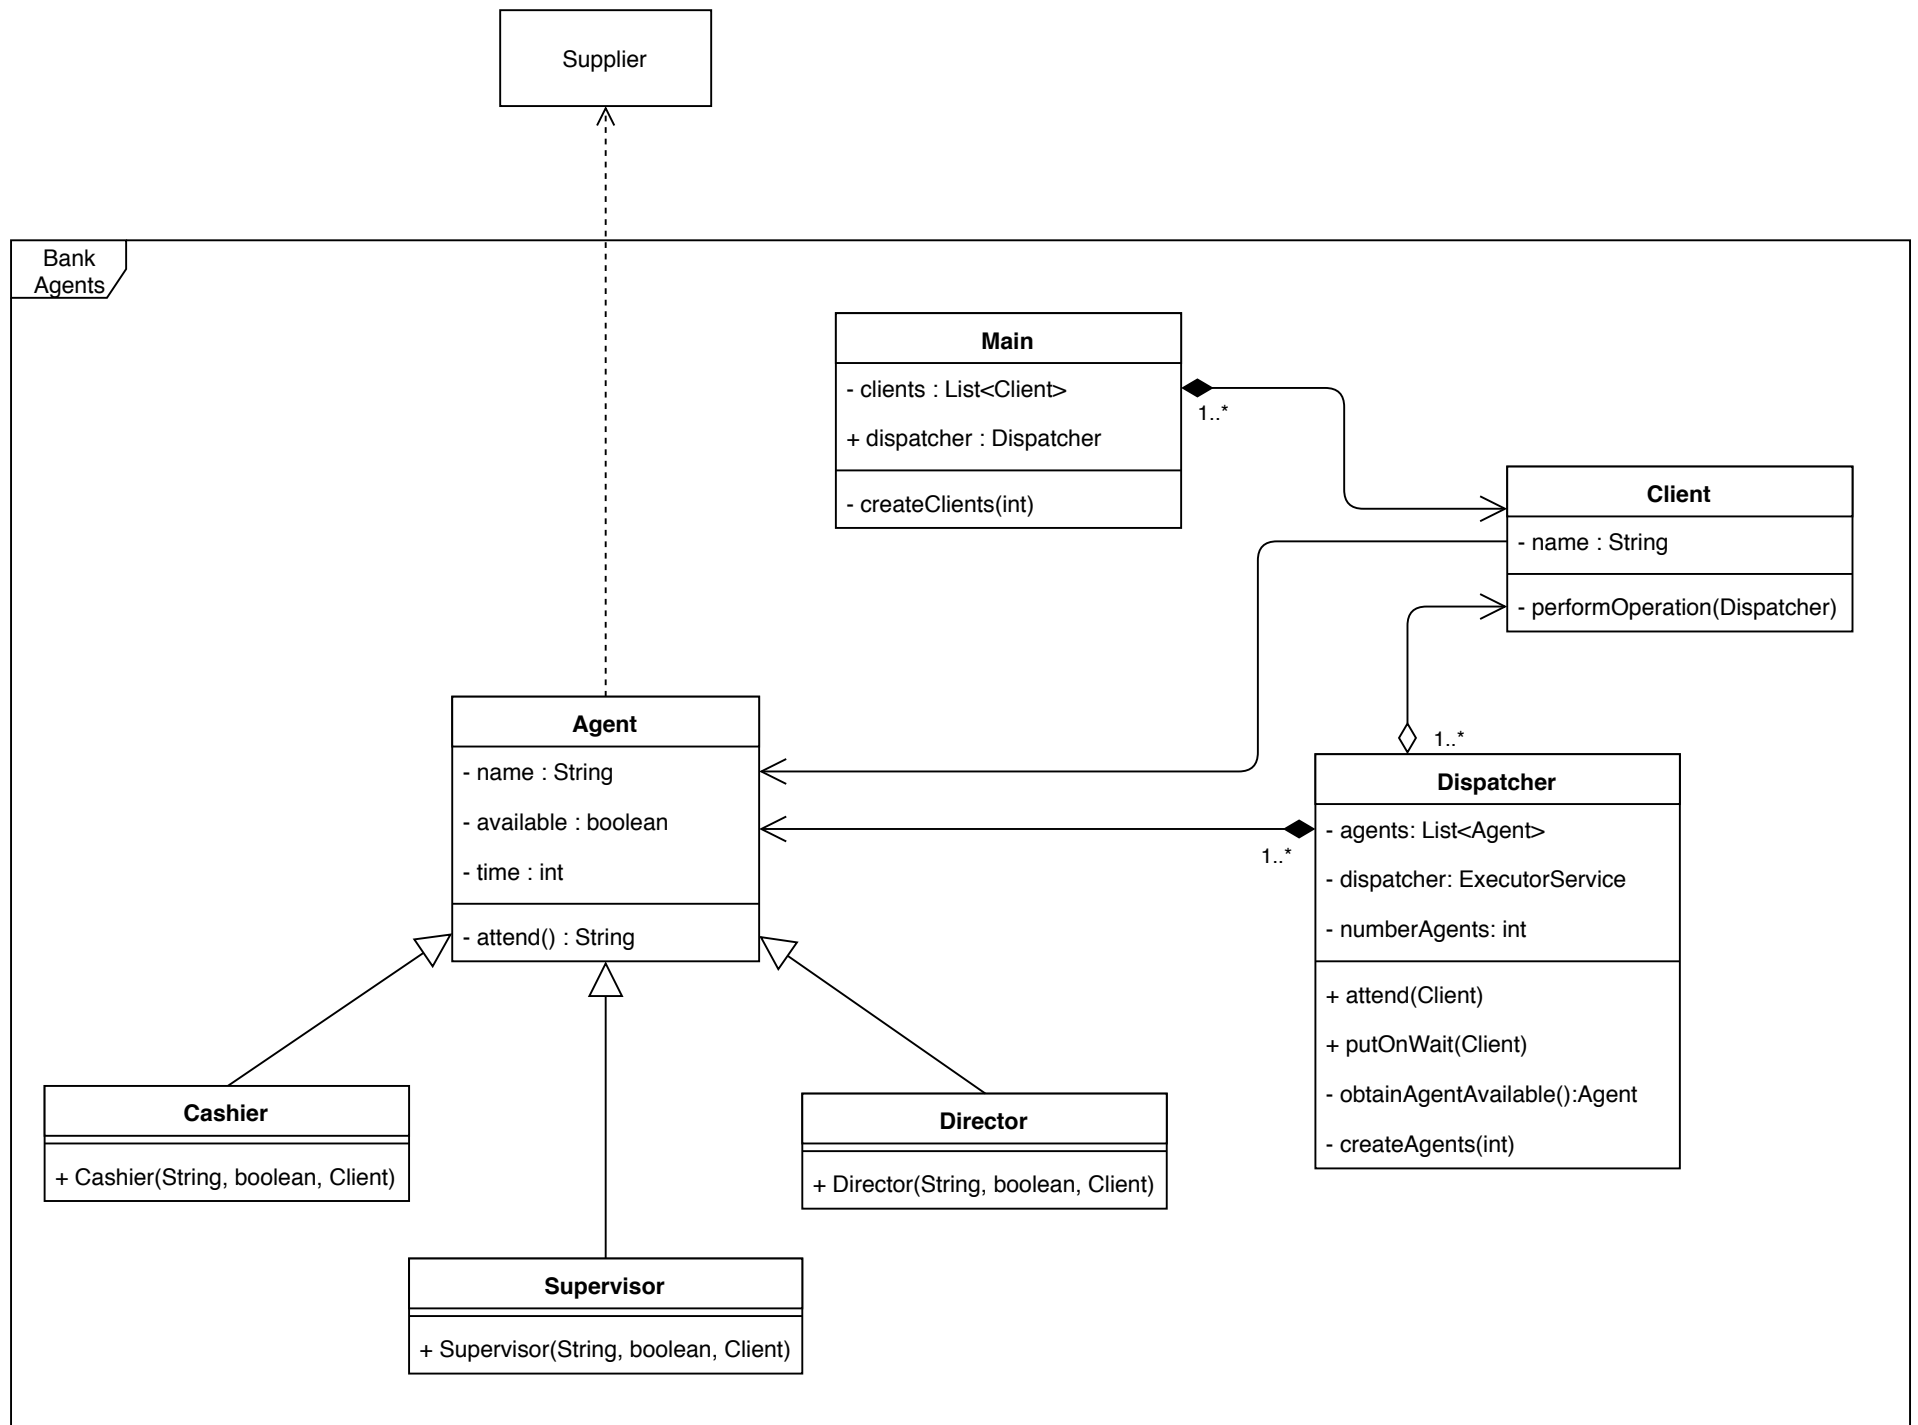 Supplier
Bank
Agents
Main
- clients : List<Client>
+ dispatcher : Dispatcher
- createClients(int)
1..*
Client
- name : String
- performOperation(Dispatcher)
Agent
- name : String
- available : boolean
- time : int
- attend() : String
1..*
1..*
Dispatcher
- agents: List<Agent>
- dispatcher: ExecutorService
- numberAgents: int
+ attend(Client)
+ putOnWait(Client)
- obtainAgentAvailable():Agent
- createAgents(int)
Cashier
+ Cashier(String, boolean, Client)
Director
+ Director(String, boolean, Client)
Supervisor
+ Supervisor(String, boolean, Client)